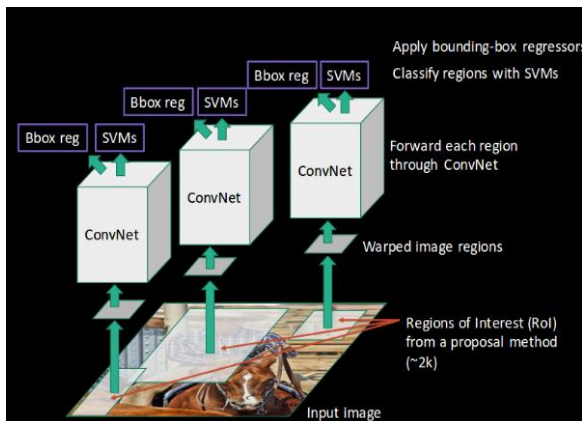 Apply bounding-box regressors
Bbox reg SVMs
Classify regions with SVMs
Bbox reg SVMs
Bbox reg SVMs
Forward each region
through ConvNet
ConvNet
ConvNet
ConvNet
Warped image regions
Regions of Interest (RoI)
from a proposal method
(~2k)
Input image